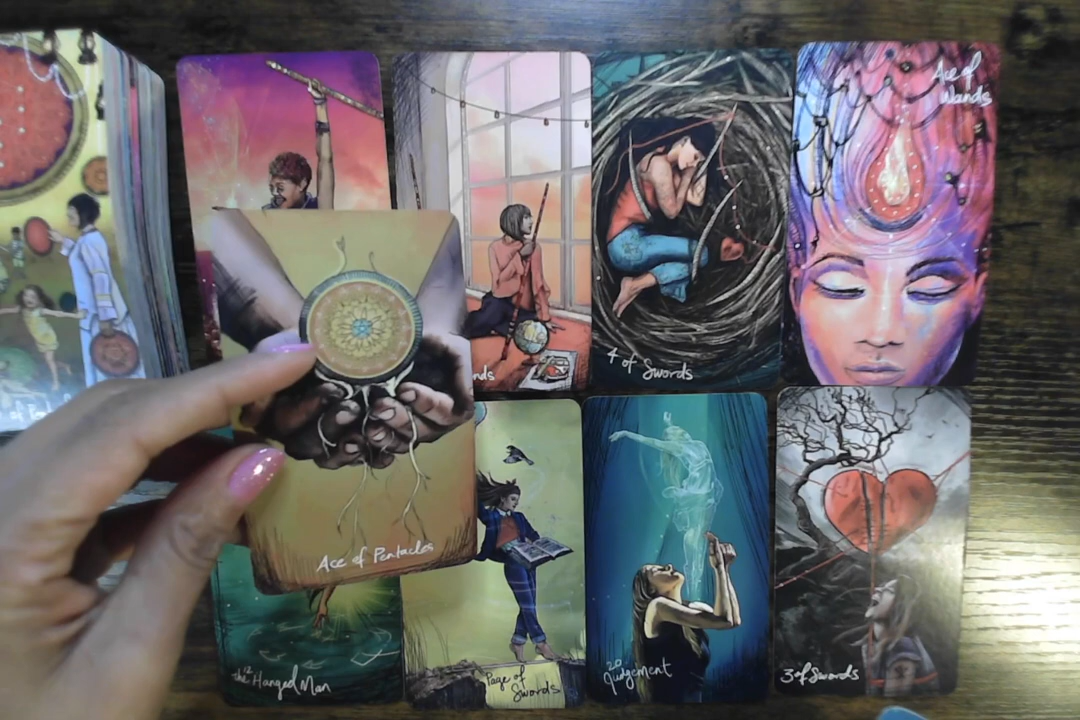 Ace of
Wands
nds
4 of Swords
Ace of Pentacles
12
the Hanged Man
Page of
Swords
20
Judgement
3 of Swords